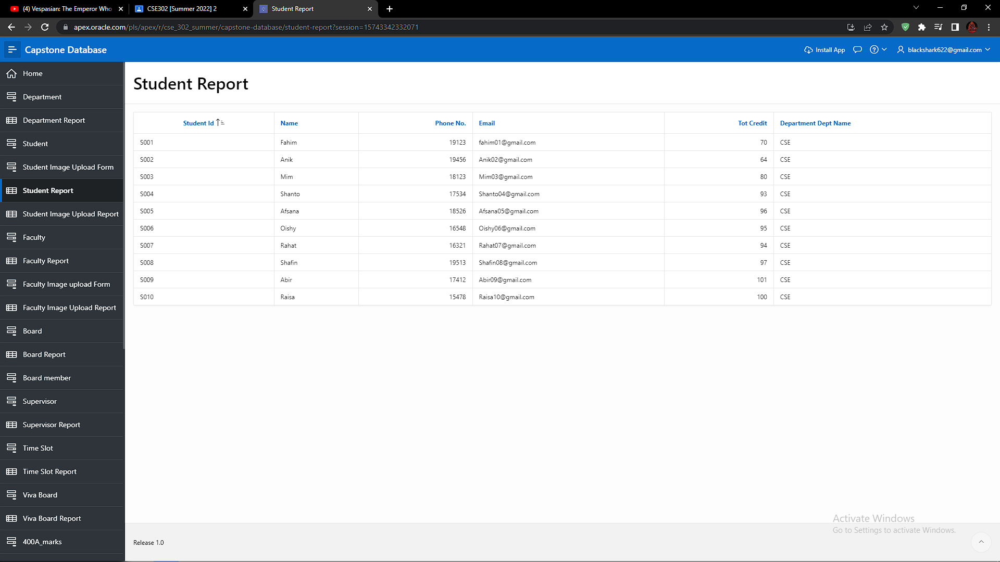 (4) Vespasian: The Emperor Who
CSE302 [Summer 2022] 2
Student Report
apex.oracle.com/pls/apex/r/cse_302_summer/capstone-database/student-report?session=15743342332071
Capstone Database
Install App
blackshark622@gmail.com
Home
Department
Department Report
Student
Student Image Upload Form
Student Report
Student Image Upload Report
Faculty
Faculty Report
Faculty Image upload Form
Faculty Image Upload Report
Board
Board Report
Board member
Supervisor
Supervisor Report
Time Slot
Time Slot Report
Viva Board
Viva Board Report
400A_marks
Student Report
Student Id Name Phone No. Email Tot Credit Department Dept Name
S001 Fahim 19123 fahim01@gmail.com 70 CSE
S002 Anik 19456 Anik02@gmail.com 64 CSE
S003 Mim 18123 Mim03@gmail.com 80 CSE
S004 Shanto 17534 Shanto04@gmail.com 93 CSE
S005 Afsana 18526 Afsana05@gmail.com 96 CSE
S006 Oishy 16548 Oishy06@gmail.com 95 CSE
S007 Rahat 16321 Rahat07@gmail.com 94 CSE
S008 Shafin 19513 Shafin08@gmail.com 97 CSE
S009 Abir 17412 Abir09@gmail.com 101 CSE
S010 Raisa 15478 Raisa10@gmail.com 100 CSE
Activate Windows
Go to Settings to activate Windows.
Release 1.0